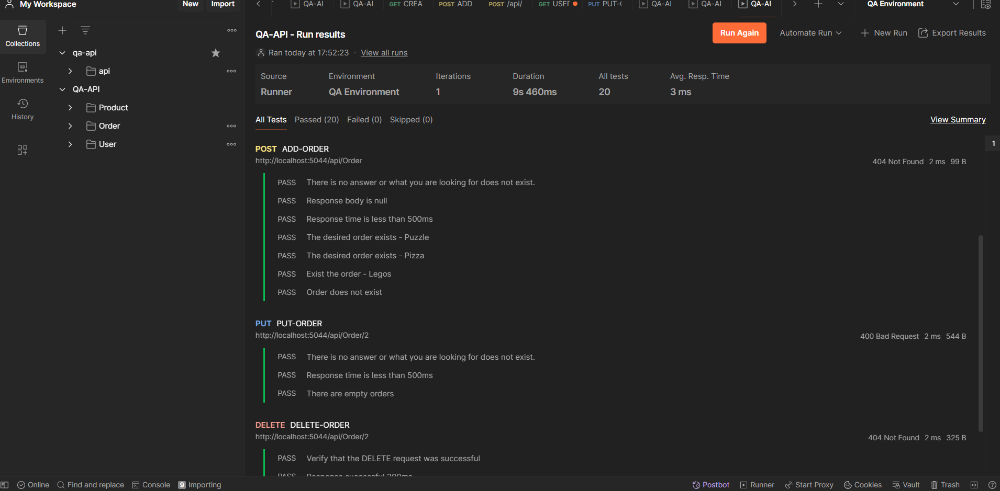 My Workspace New Import
QA-AI QA-AI GET CREA POST ADD POST /api/ GET USEF PUT PUT-( QA-AI QA-AI QA-AI QA Environment
Collections
Environments
History
qa-api
api
QA-API
Product
Order
User
QA-API - Run results
Run Again Automate Run New Run Export Results
Ran today at 17:52:23 · View all runs
Source Environment Iterations Duration All tests Avg. Resp. Time
Runner QA Environment 1 9s 460ms 20 3 ms
All Tests Passed (20) Failed (0) Skipped (0) View Summary
1
POST ADD-ORDER
http://localhost:5044/api/Order 404 Not Found 2 ms 99 B
PASS There is no answer or what you are looking for does not exist.
PASS Response body is null
PASS Response time is less than 500ms
PASS The desired order exists - Puzzle
PASS The desired order exists - Pizza
PASS Exist the order - Legos
PASS Order does not exist
PUT PUT-ORDER
http://localhost:5044/api/Order/2 400 Bad Request 2 ms 544 B
PASS There is no answer or what you are looking for does not exist.
PASS Response time is less than 500ms
PASS There are empty orders
DELETE DELETE-ORDER
http://localhost:5044/api/Order/2 404 Not Found 2 ms 325 B
PASS Verify that the DELETE request was successful
PASS Response successful 200ms
Online Find and replace Console 9 Importing Postbot Runner Start Proxy Cookies Vault Trash